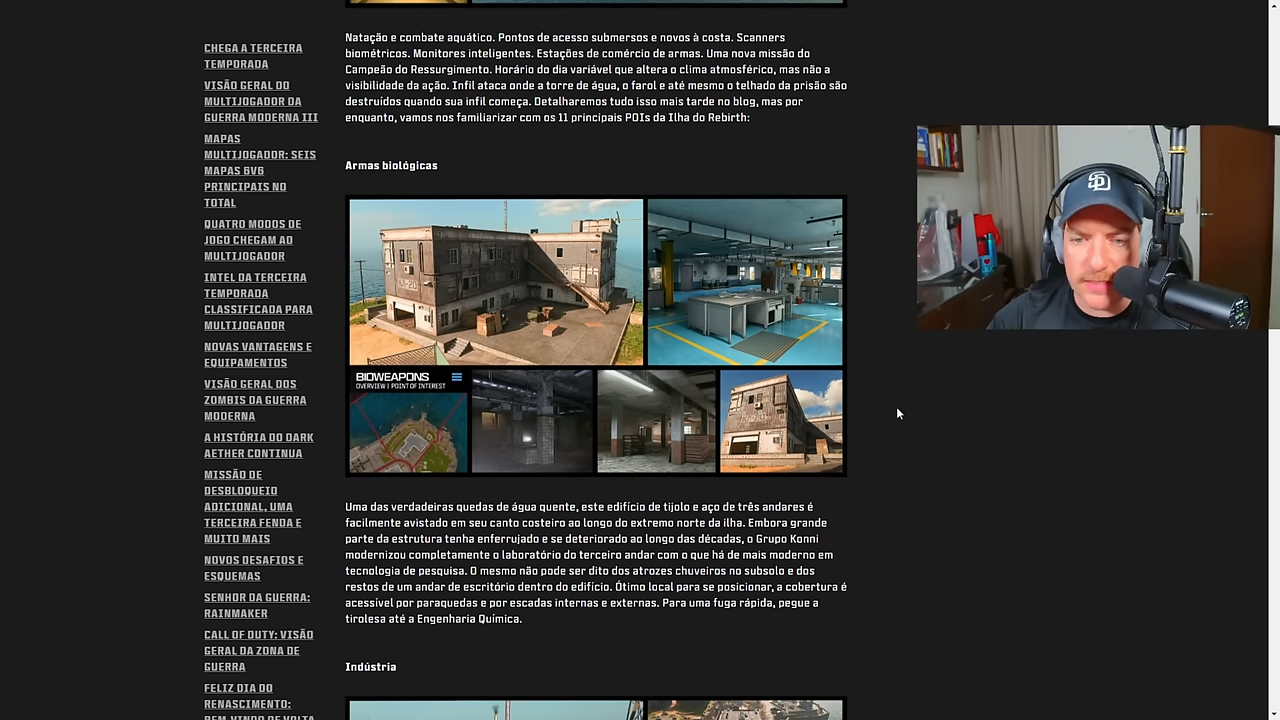 CHEGA A TERCEIRA
TEMPORADA
VISÃO GERAL DO
MULTIJOGADOR DA
GUERRA MODERNA III
MAPAS
MULTIJOGADOR: SEIS
MAPAS 6V6
PRINCIPAIS NO
TOTAL
QUATRO MODOS DE
JOGO CHEGAM AO
MULTIJOGADOR
INTEL DA TERCEIRA
TEMPORADA
CLASSIFICADA PARA
MULTIJOGADOR
NOVAS VANTAGENS E
EQUIPAMENTOS
VISÃO GERAL DOS
ZOMBIS DA GUERRA
MODERNA
A HISTÓRIA DO DARK
AETHER CONTINUA
MISSÃO DE
DESBLOQUEIO
ADICIONAL, UMA
TERCEIRA FENDA E
MUITO MAIS
NOVOS DESAFIOS E
ESQUEMAS
SENHOR DA GUERRA:
RAINMAKER
CALL OF DUTY: VISÃO
GERAL DA ZONA DE
GUERRA
FELIZ DIA DO
RENASCIMENTO:
BEM-VINDO DE VOLTA
Natação e combate aquático. Pontos de acesso submersos e novos à costa. Scanners
biométricos. Monitores inteligentes. Estações de comércio de armas. Uma nova missão do
Campeão do Ressurgimento. Horário do dia variável que altera o clima atmosférico, mas não a
visibilidade da ação. Infil ataca onde a torre de água, o farol e até mesmo o telhado da prisão são
destruídos quando sua infil começa. Detalharemos tudo isso mais tarde no blog, mas por
enquanto, vamos nos familiarizar com os 11 principais POIs da Ilha do Rebirth:
Armas biológicas
BIOWEAPONS
OVERVIEW | POINT OF INTEREST
Uma das verdadeiras quedas de água quente, este edifício de tijolo e aço de três andares é
facilmente avistado em seu canto costeiro ao longo do extremo norte da ilha. Embora grande
parte da estrutura tenha enferrujado e se deteriorado ao longo das décadas, o Grupo Konni
modernizou completamente o laboratório do terceiro andar com o que há de mais moderno em
tecnologia de pesquisa. O mesmo não pode ser dito dos atrozes chuveiros no subsolo e dos
restos de um andar de escritório dentro do edifício. Ótimo local para se posicionar, a cobertura é
acessível por paraquedas e por escadas internas e externas. Para uma fuga rápida, pegue a
tirolesa até a Engenharia Química.
Indústria
SD